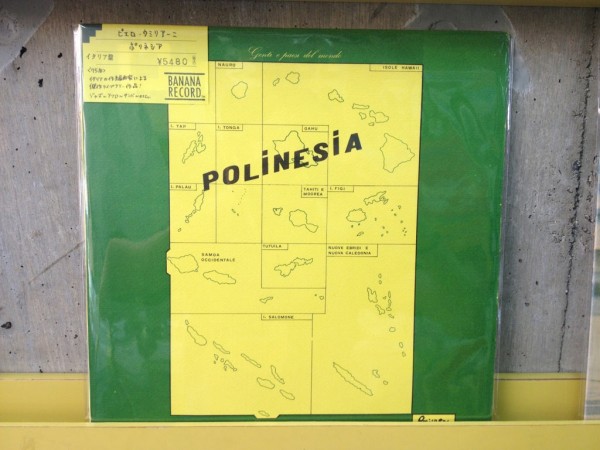 ピエロ・ウミリアーニ
ポリネシア
イタリア盤
¥5480
BANANA
RECORD.
Gente e paesi del mondo
NAURU
ISOLE HAWAII
I. YAP
I. TONGA
OAHU
POLINESIA
I. PALAU
TAHITI E
MOOREA
I. FIGI
SAMOA
OCCIDENTALE
TUTUILA
NUOVE EBRIDI E
NUOVA CALEDONIA
I. SALOMONE